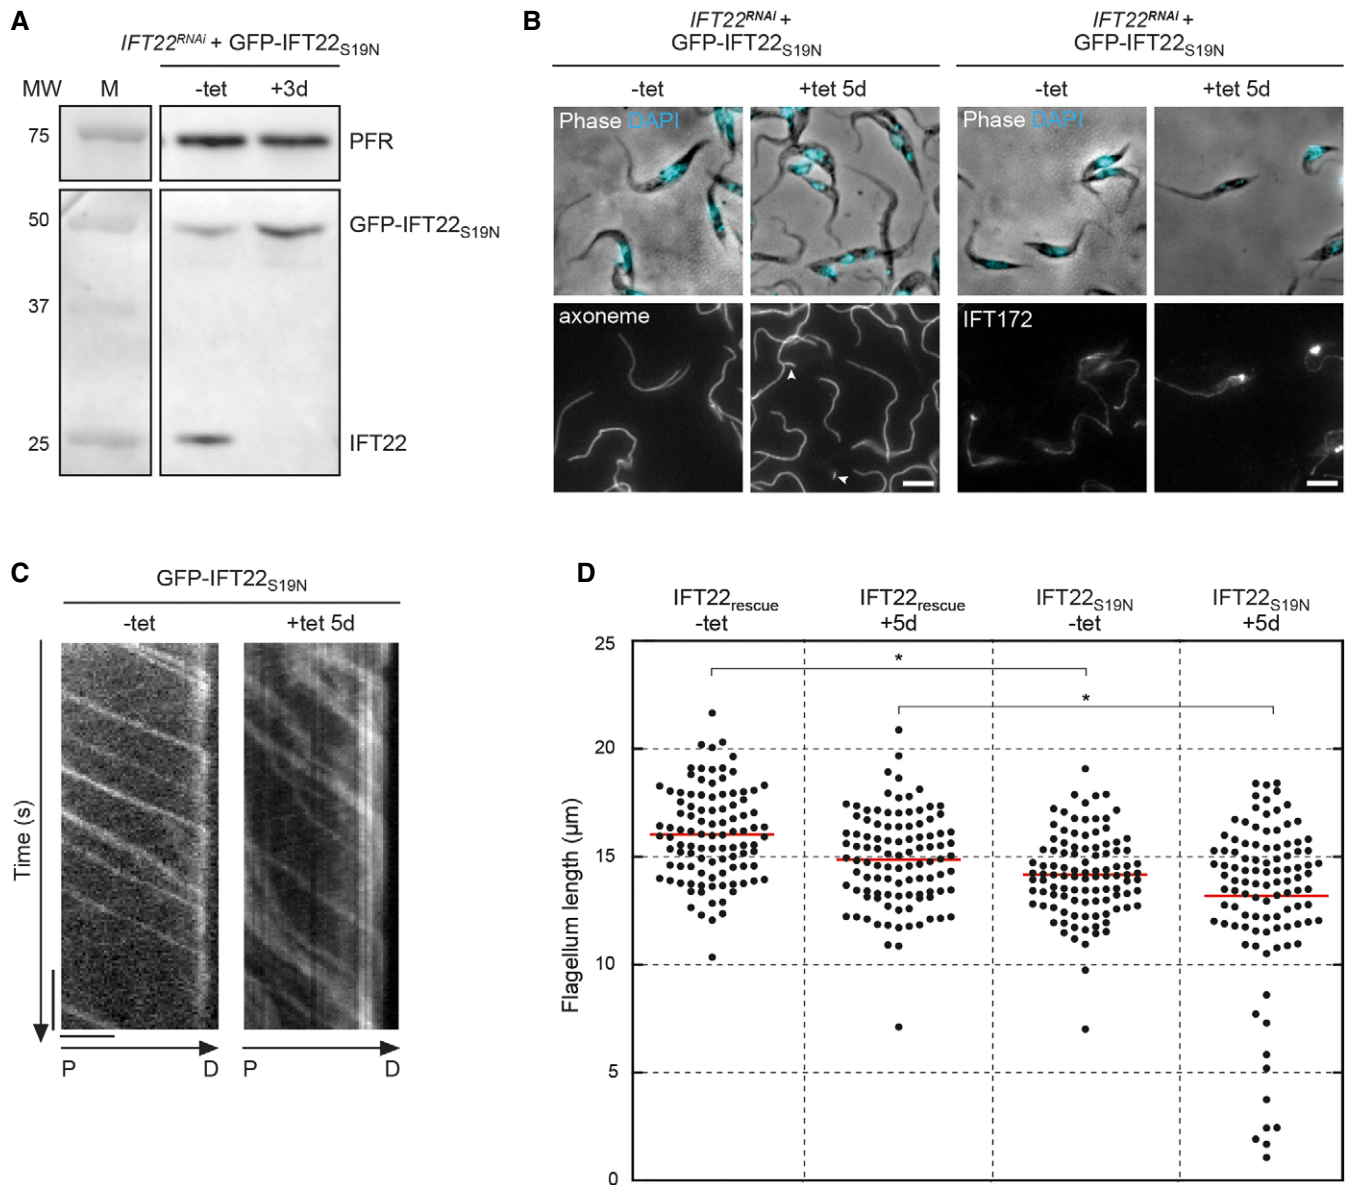 A
IFT22RNAi + GFP-IFT22S19N
MW M -tet +3d
75 PFR
50 GFP-IFT22S19N
37
25 IFT22
B
IFT22RNAi +
GFP-IFT22S19N
-tet +tet 5d
Phase DAPI
axoneme
IFT22RNAi +
GFP-IFT22S19N
-tet +tet 5d
Phase DAPI
IFT172
C
GFP-IFT22S19N
-tet +tet 5d
Time (s)
P D P D
D
IFT22rescue IFT22rescue IFT22S19N IFT22S19N
-tet +5d -tet +5d
Flagellum length (µm)
25
*
*
20
15
10
5
0